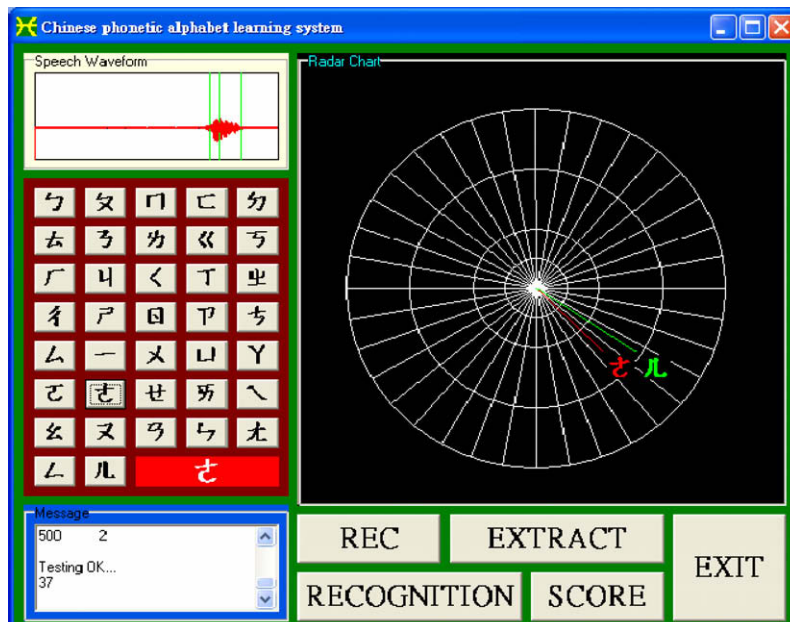 Chinese phonetic alphabet learning system
Speech Waveform
Radar Chart
ㄅ ㄆ ㄇ ㄈ ㄉ
ㄊ ㄋ ㄌ ㄍ ㄎ
ㄏ ㄐ ㄑ ㄒ ㄓ
ㄔ ㄕ ㄖ ㄗ ㄘ
ㄙ ㄧ ㄨ ㄩ ㄚ
ㄛ ㄜ ㄝ ㄞ ㄟ
ㄠ ㄡ ㄢ ㄣ ㄤ
ㄥ ㄦ ㄜ
ㄜ ㄦ
Message
500 2
Testing OK...
37
REC EXTRACT
RECOGNITION SCORE
EXIT